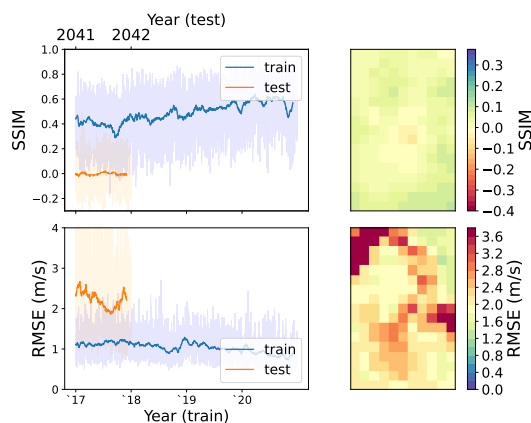 Year (test)
2041 2042
1.0
0.8
0.6
0.4
0.2
0.0
−0.2
SSIM
train
test
0.3
0.2
0.1
0.0
−0.1
−0.2
−0.3
−0.4
SSIM
4
3
2
1
0
RMSE (m/s)
train
test
'17 '18 '19 '20
Year (train)
3.6
3.2
2.8
2.4
2.0
1.6
1.2
0.8
0.4
0.0
RMSE (m/s)